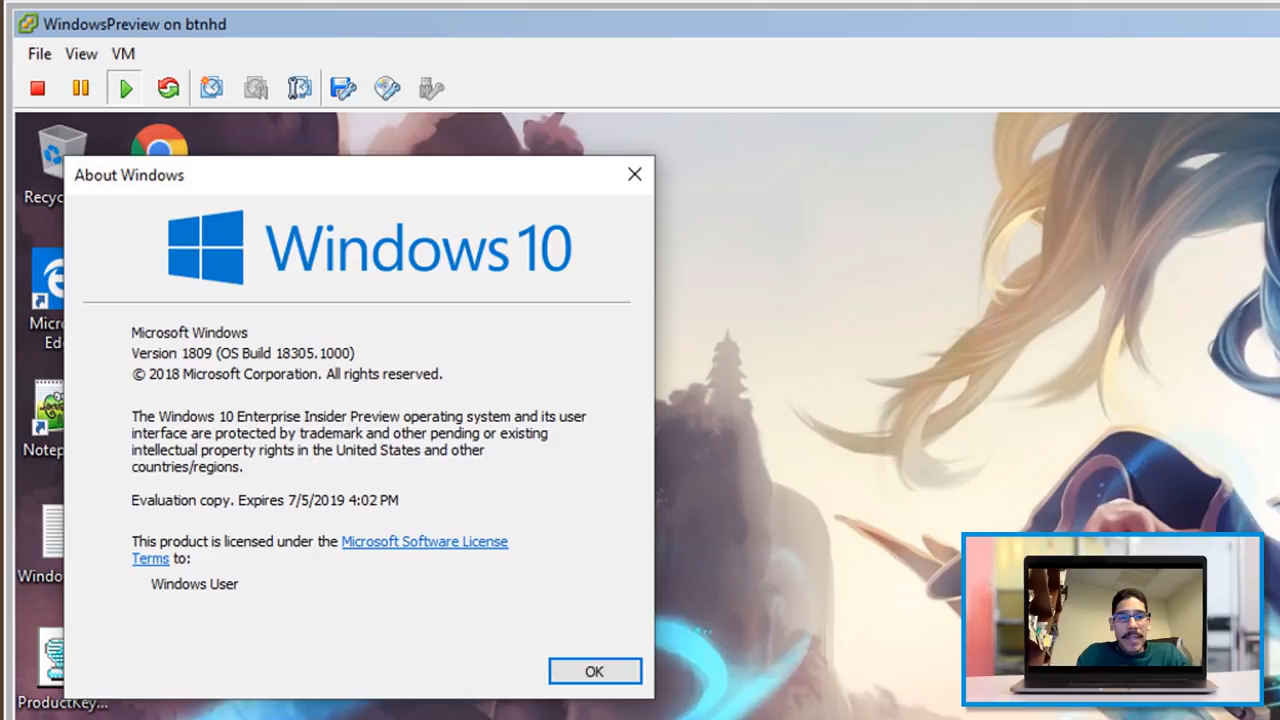 WindowsPreview on btnhd
File View VM
About Windows
Windows 10
Microsoft Windows
Version 1809 (OS Build 18305.1000)
© 2018 Microsoft Corporation. All rights reserved.
The Windows 10 Enterprise Insider Preview operating system and its user
interface are protected by trademark and other pending or existing
intellectual property rights in the United States and other
countries/regions.
Evaluation copy. Expires 7/5/2019 4:02 PM
This product is licensed under the Microsoft Software License
Terms to:
Windows User
OK
Recyc
Micr
Ed
Notep
Windo
ProductKey...